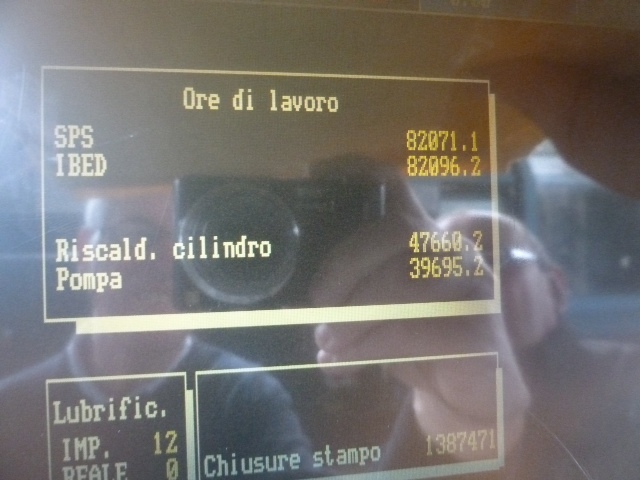 Ore di lavoro
SPS 82071.1
IBED 82096.2
Riscald. cilindro 47660.2
Pompa 39695.2
Lubrific.
IMP. 12
REALE 0
Chiusure stampo 1387471